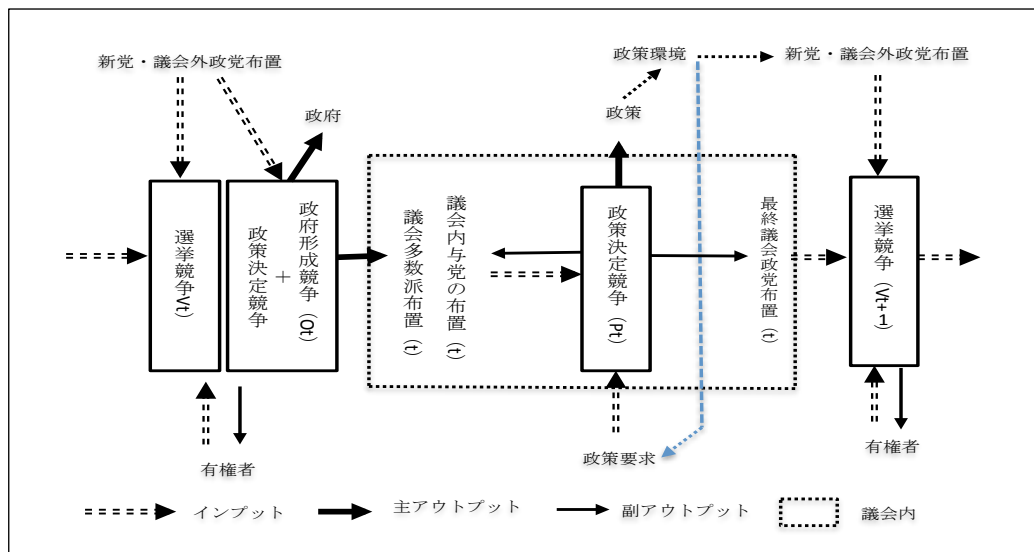 新党・議会外政党布置
政府
政策環境
新党・議会外政党布置
政策
選挙競争Vt)
政府形成競争（Ot)
＋
政策決定競争
議会内与党の布置（t）
議会多数派布置（t）
政策決定競争（Pt）
最終議会政党布置（t）
選挙競争（Vt+1）
有権者
政策要求
有権者
インプット
主アウトプット
副アウトプット
議会内